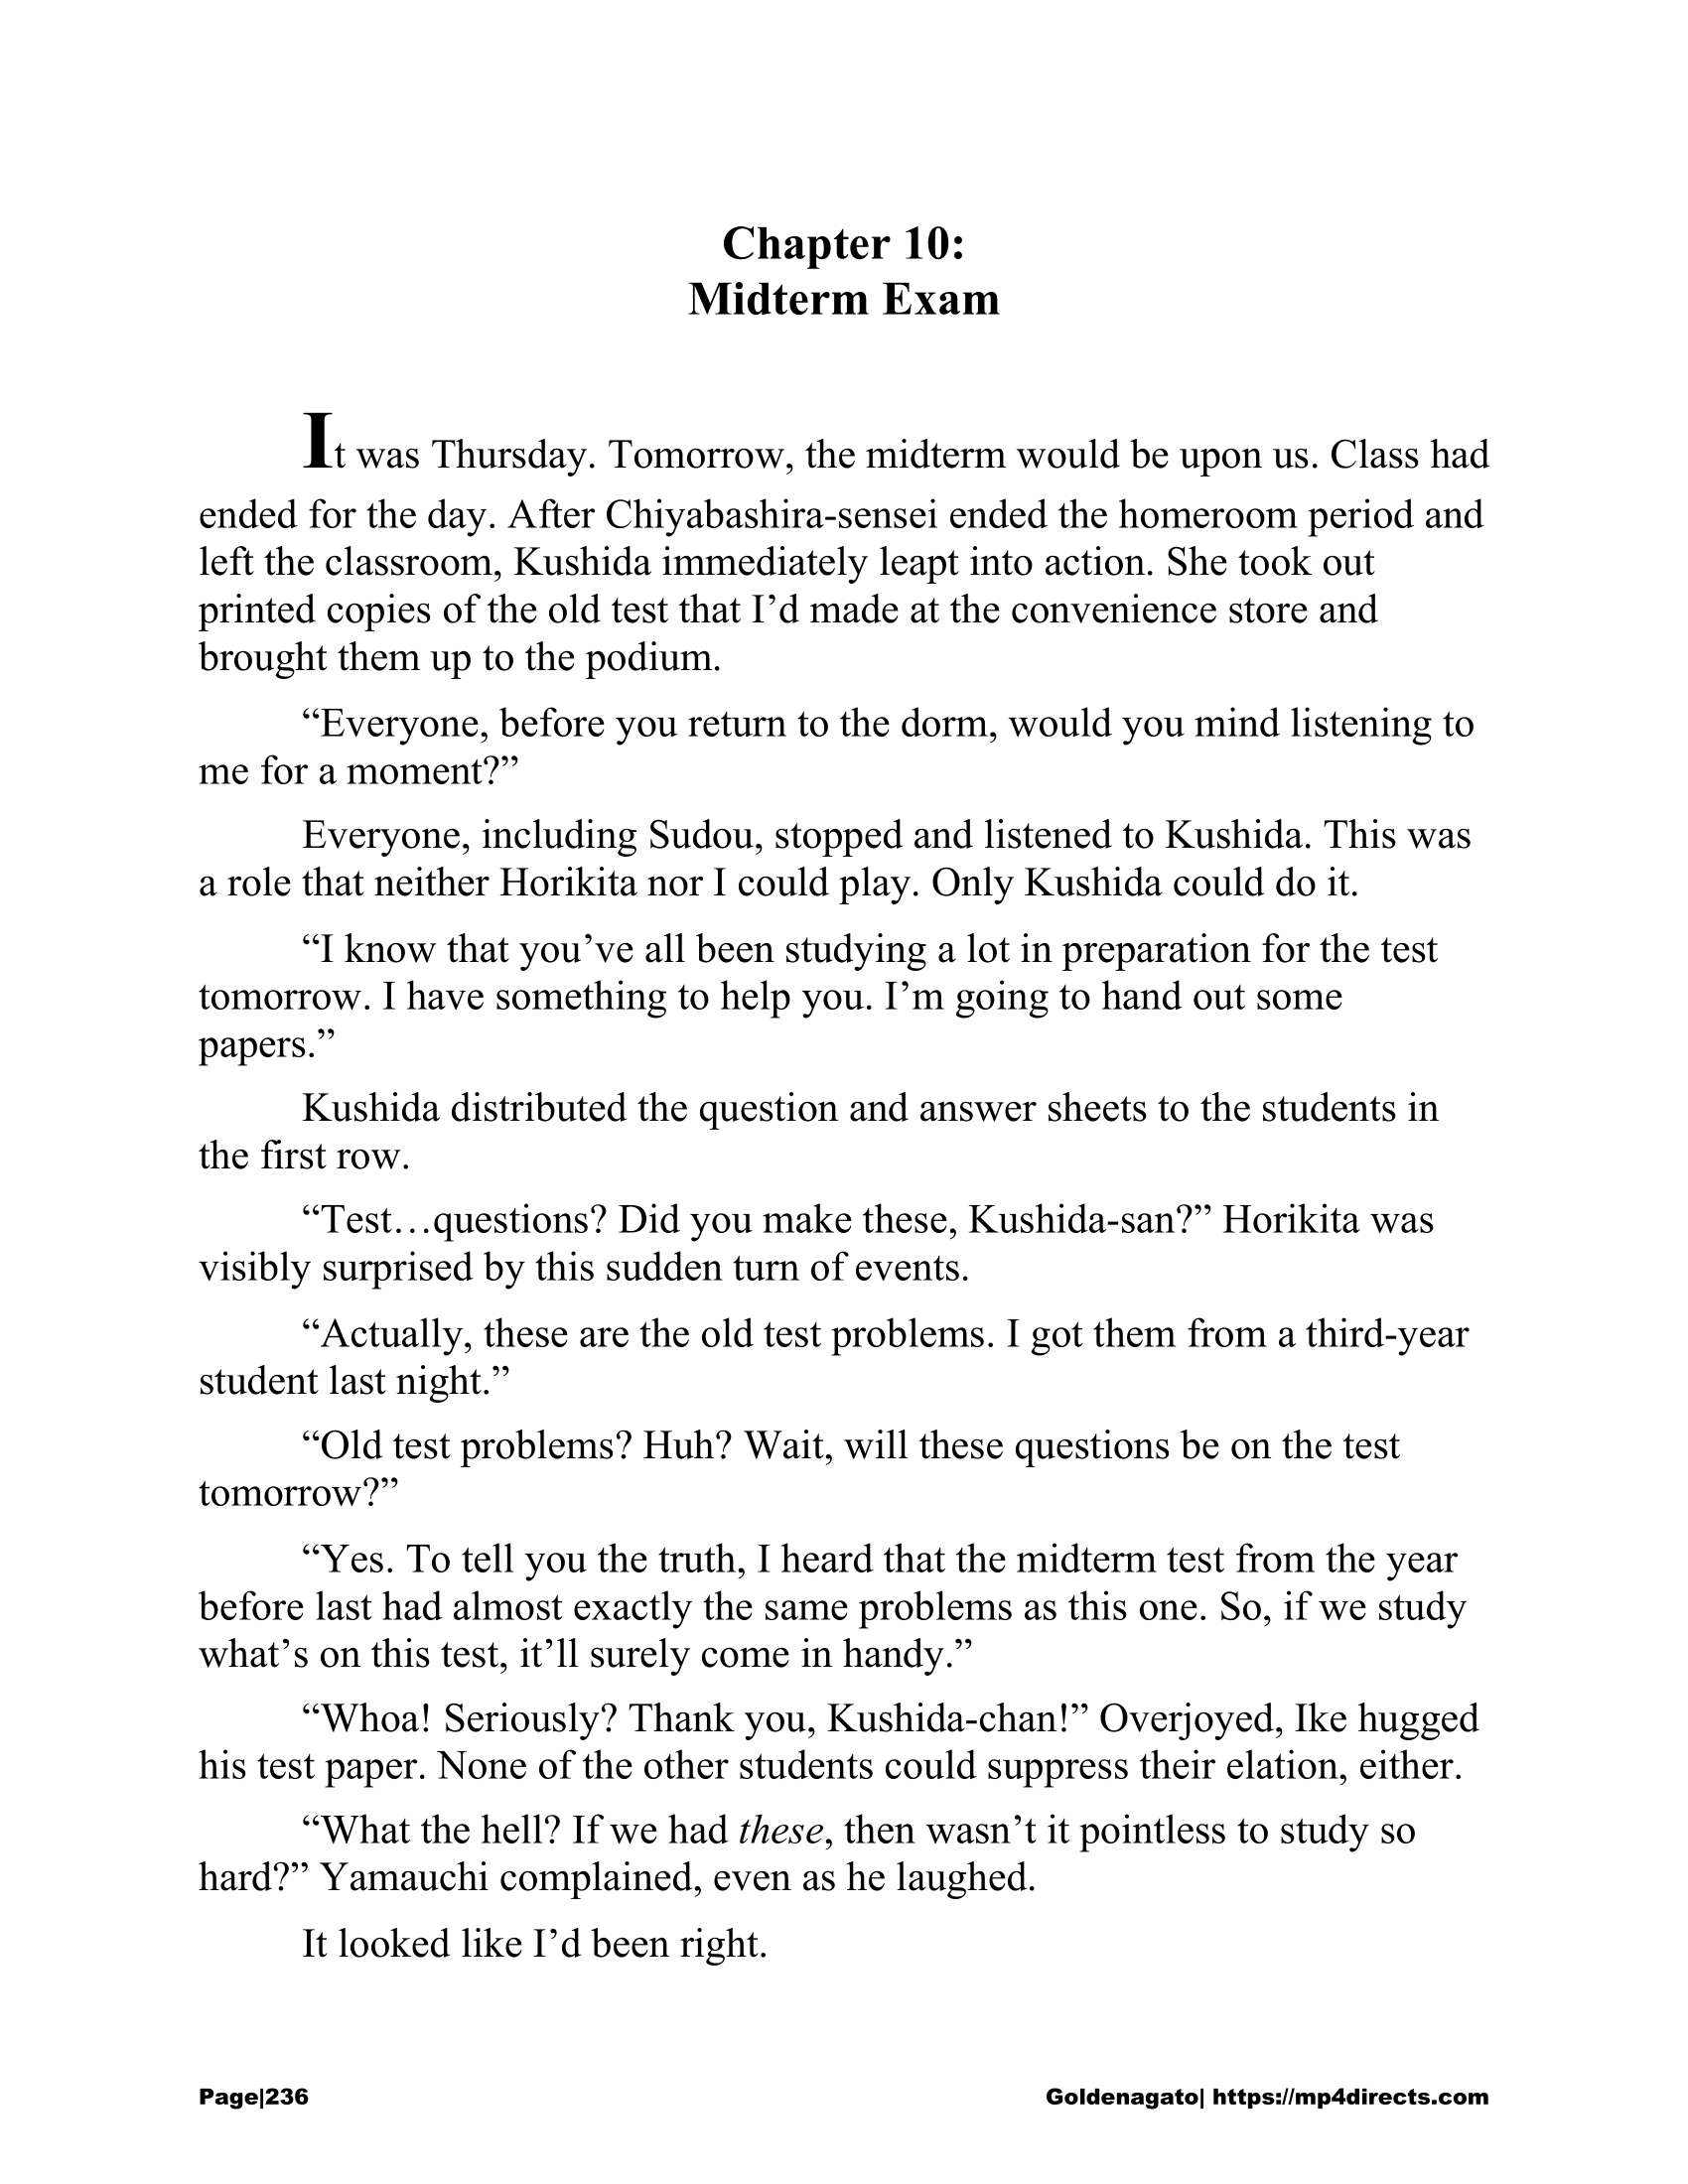 Chapter 10:
Midterm Exam
It was Thursday. Tomorrow, the midterm would be upon us. Class had
ended for the day. After Chiyabashira-sensei ended the homeroom period and
left the classroom, Kushida immediately leapt into action. She took out
printed copies of the old test that I’d made at the convenience store and
brought them up to the podium.
“Everyone, before you return to the dorm, would you mind listening to
me for a moment?”
Everyone, including Sudou, stopped and listened to Kushida. This was
a role that neither Horikita nor I could play. Only Kushida could do it.
“I know that you’ve all been studying a lot in preparation for the test
tomorrow. I have something to help you. I’m going to hand out some
papers.”
Kushida distributed the question and answer sheets to the students in
the first row.
“Test…questions? Did you make these, Kushida-san?” Horikita was
visibly surprised by this sudden turn of events.
“Actually, these are the old test problems. I got them from a third-year
student last night.”
“Old test problems? Huh? Wait, will these questions be on the test
tomorrow?”
“Yes. To tell you the truth, I heard that the midterm test from the year
before last had almost exactly the same problems as this one. So, if we study
what’s on this test, it’ll surely come in handy.”
“Whoa! Seriously? Thank you, Kushida-chan!” Overjoyed, Ike hugged
his test paper. None of the other students could suppress their elation, either.
“What the hell? If we had these, then wasn’t it pointless to study so
hard?” Yamauchi complained, even as he laughed.
It looked like I’d been right.
Page|236 Goldenagato| https://mp4directs.com